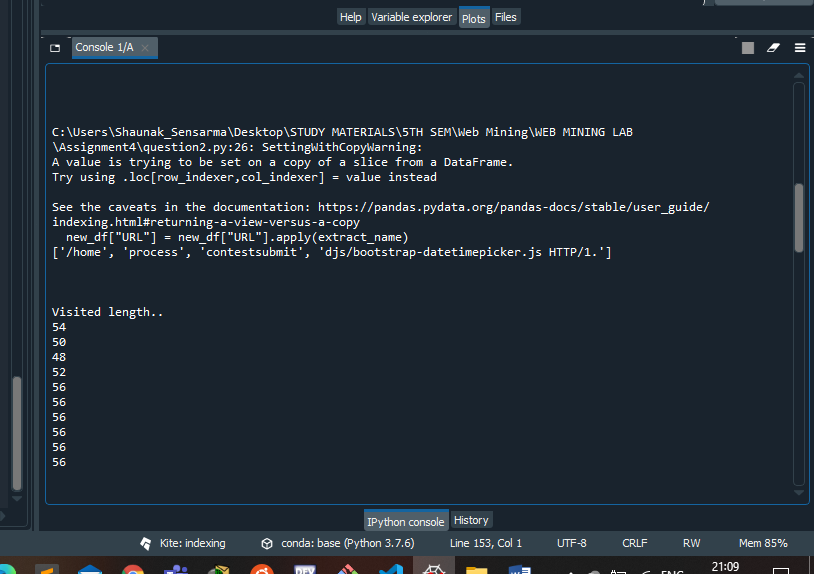 Help Variable explorer Plots Files
Console 1/A
C:\Users\Shaunak_Sensarma\Desktop\STUDY MATERIALS\5TH SEM\Web Mining\WEB MINING LAB
\Assignment4\question2.py:26: SettingWithCopyWarning:
A value is trying to be set on a copy of a slice from a DataFrame.
Try using .loc[row_indexer,col_indexer] = value instead
See the caveats in the documentation: https://pandas.pydata.org/pandas-docs/stable/user_guide/
indexing.html#returning-a-view-versus-a-copy
new_df["URL"] = new_df["URL"].apply(extract_name)
['/home', 'process', 'contestsubmit', 'djs/bootstrap-datetimepicker.js HTTP/1.']
Visited length..
54
50
48
52
56
56
56
56
56
56
IPython console History
Kite: indexing conda: base (Python 3.7.6) Line 153, Col 1 UTF-8 CRLF RW Mem 85%
DEV ENG 21:09